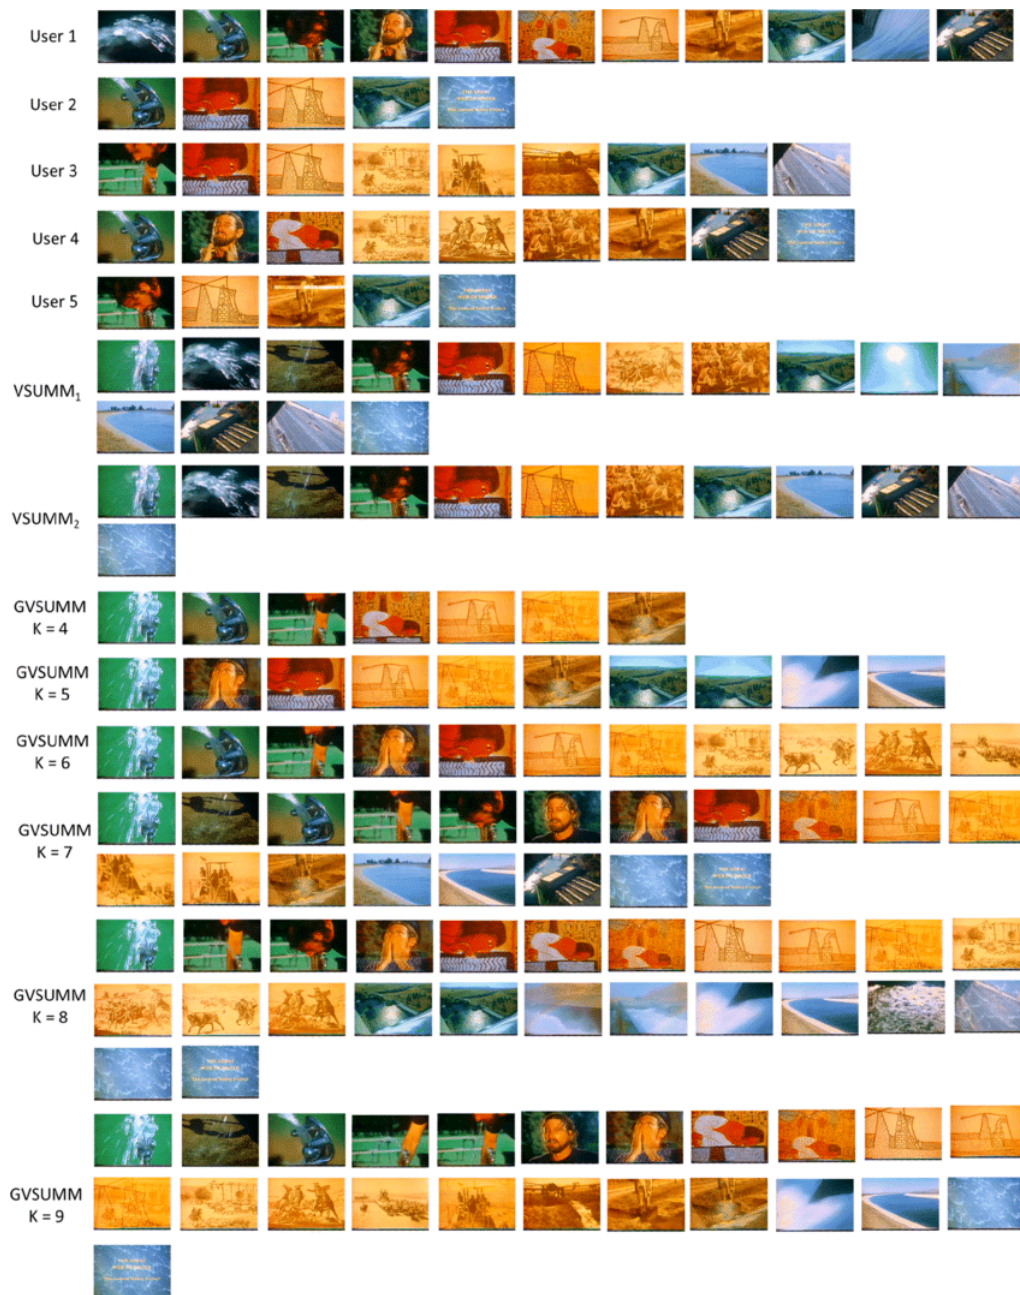 User 1
User 2
User 3
User 4
User 5
VSUMM1
VSUMM2
GVSUMM
K = 4
GVSUMM
K = 5
GVSUMM
K = 6
GVSUMM
K = 7
GVSUMM
K = 8
GVSUMM
K = 9